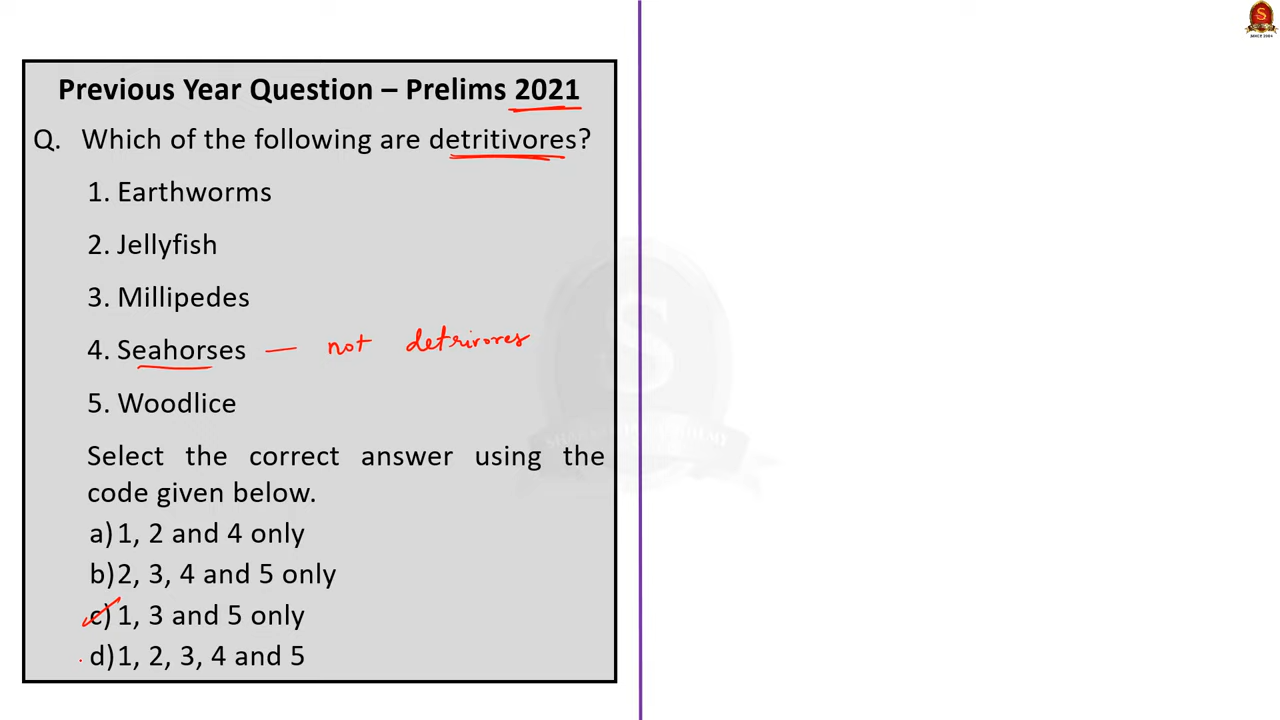 Previous Year Question – Prelims 2021
Q. Which of the following are detritivores?
1. Earthworms
2. Jellyfish
3. Millipedes
4. Seahorses — not detrivores
5. Woodlice
Select the correct answer using the
code given below.
a) 1, 2 and 4 only
b) 2, 3, 4 and 5 only
c) 1, 3 and 5 only
d) 1, 2, 3, 4 and 5
S
SINCE 2004